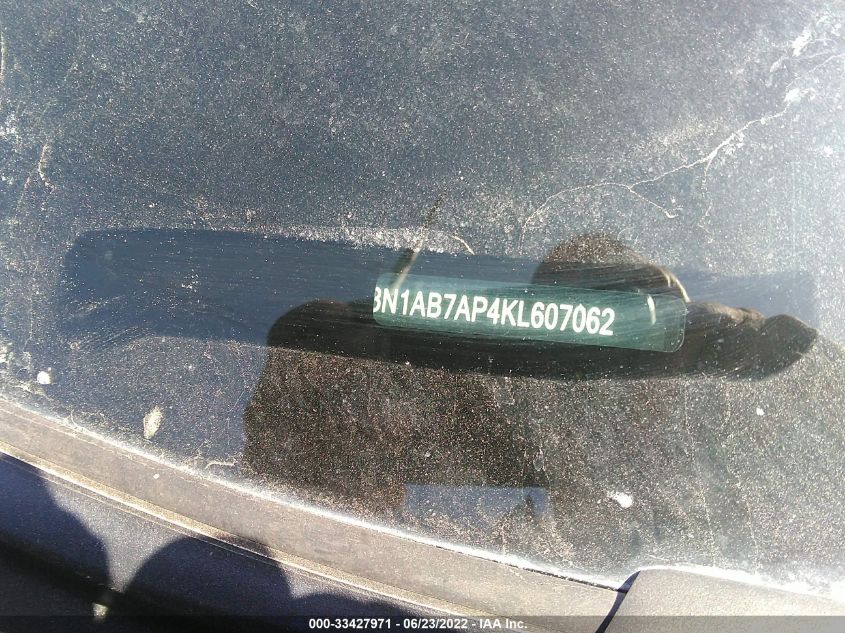 3N1AB7AP4KL607062
000-33427971 - 06/23/2022 - IAA Inc.